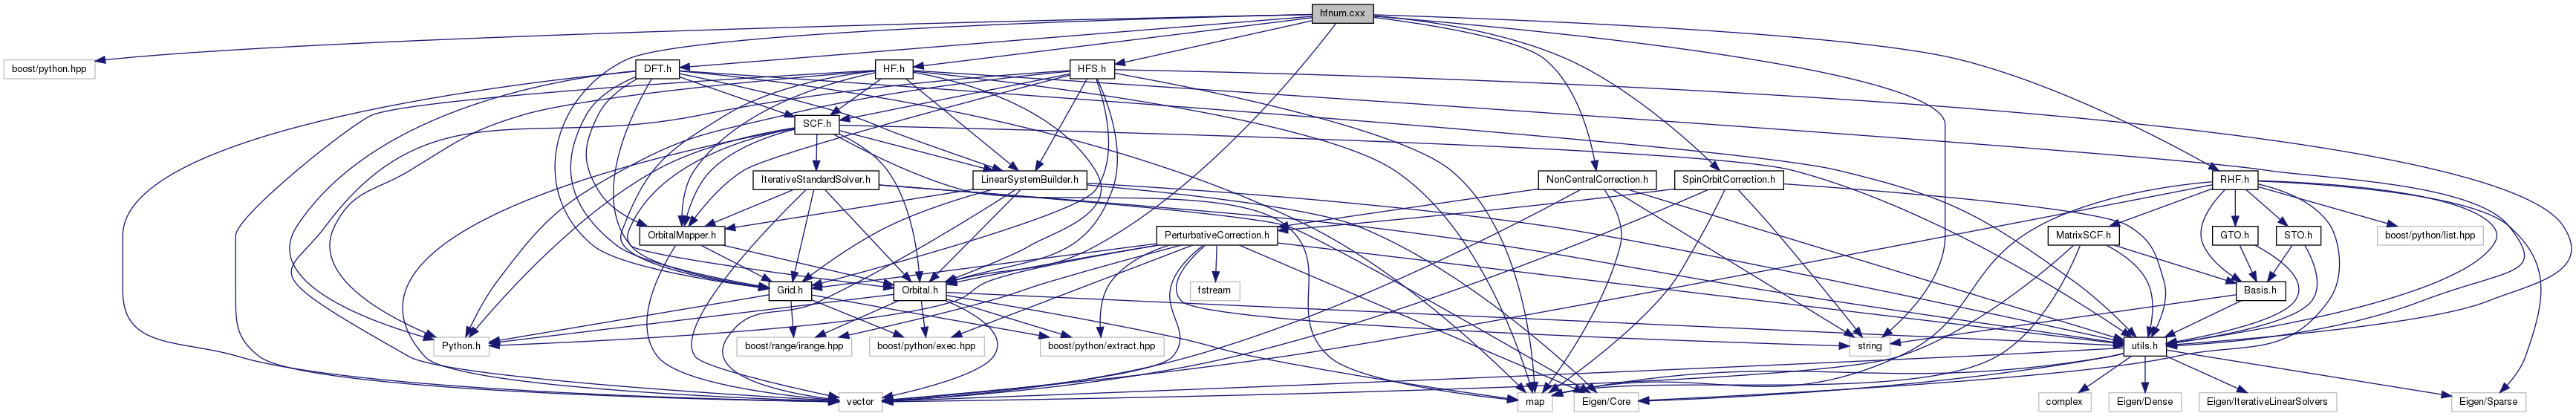 hfnum.cxx
boost/python.hpp
DFT.h
HF.h
HFS.h
SCF.h
IterativeStandardSolver.h
LinearSystemBuilder.h
NonCentralCorrection.h
SpinOrbitCorrection.h
RHF.h
OrbitalMapper.h
PerturbativeCorrection.h
MatrixSCF.h
GTO.h
STO.h
boost/python/list.hpp
Grid.h
Orbital.h
fstream
Basis.h
Python.h
boost/range/irange.hpp
boost/python/exec.hpp
boost/python/extract.hpp
string
utils.h
vector
map
Eigen/Core
complex
Eigen/Dense
Eigen/IterativeLinearSolvers
Eigen/Sparse